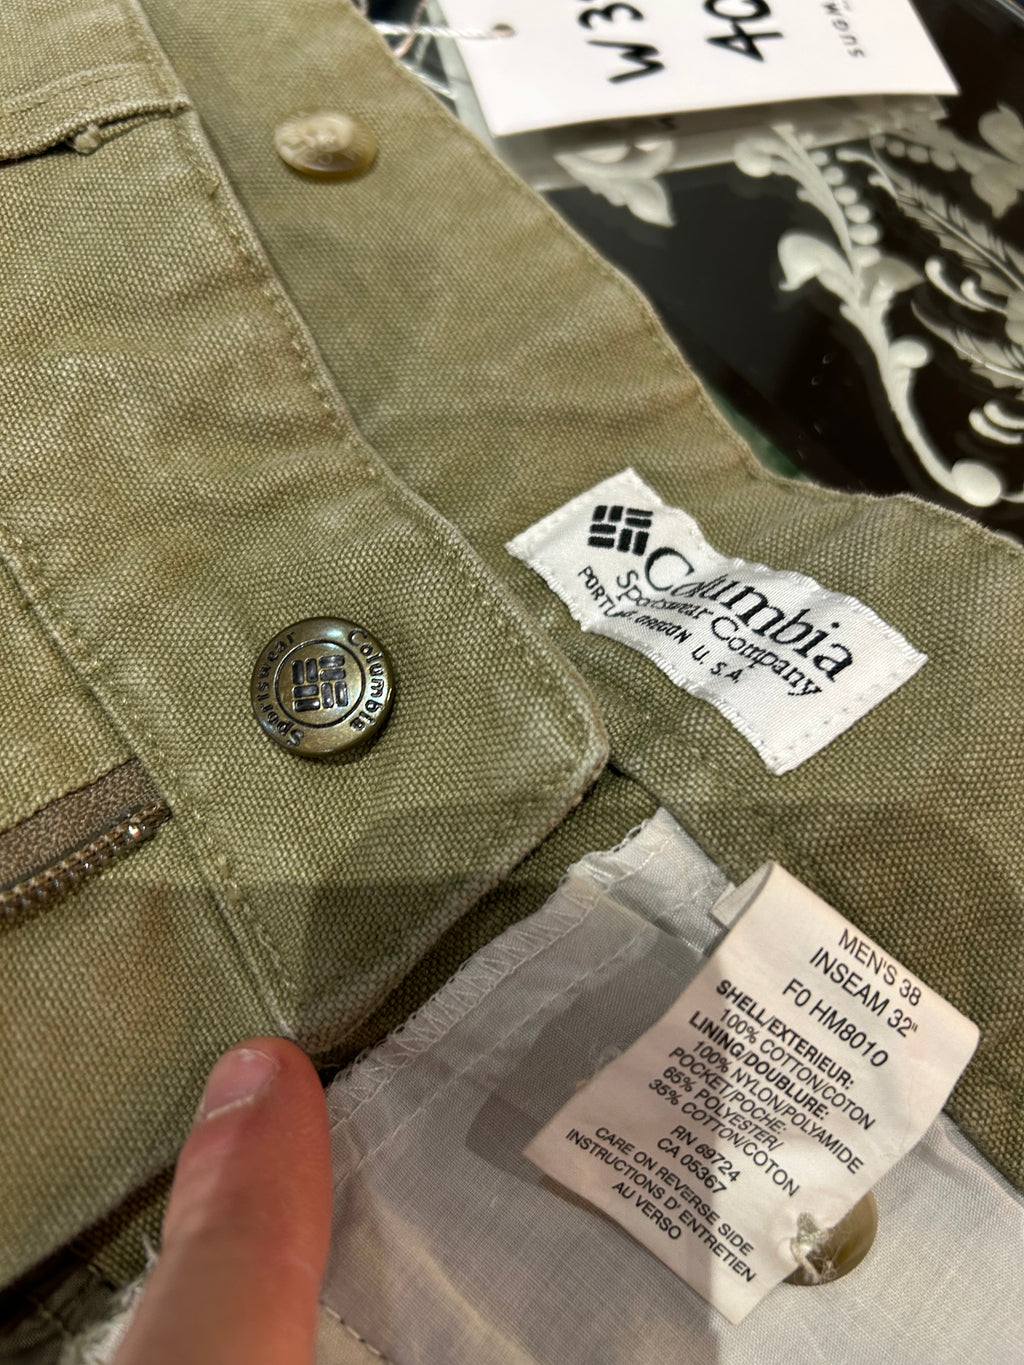 40
Columbia
Sportswear Company
PORTL OREGON U.S.A.
Columbia
Sportswear
MEN'S 38
INSEAM 32"
F0 HM8010
SHELL/EXTERIEUR:
100% COTTON/COTON
LINING/DOUBLURE:
100% NYLON/POLYAMIDE
POCKET/POCHE:
65% POLYESTER/
35% COTTON/COTON
RN 69724
CA 05367
CARE ON REVERSE SIDE
INSTRUCTIONS D' ENTRETIEN
AU VERSO